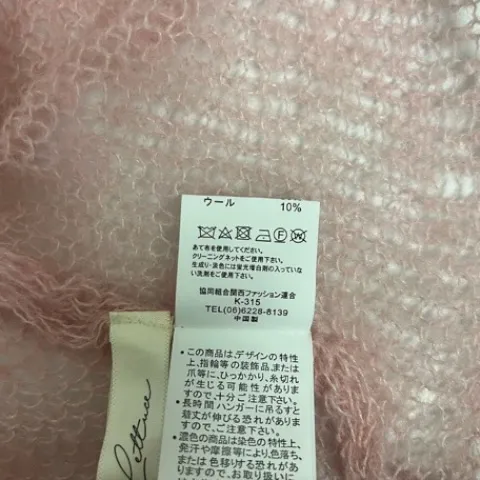 ウール 10%
あて布を使用してください。
クリーニングネットをご使用下さい。
生成り・淡色には蛍光増白剤の入っていな
い洗剤をご使用下さい。
協同組合関西ファッション連合
K-315
TEL(06)6228-8139
中国製
・この商品は、デザインの特性
上、指輪等の装飾品、または
爪等に、ひっかかり、糸切れ
が生じる可能性があります
ますので、十分ご注意下さい。
・長時間ハンガーに吊るすと
着丈が伸びる恐れがあり
ますので、ご注意下さい。
・濃色の商品は染色の特性上、
発汗や摩擦等により、色落ち、
または色移りする恐れがあ
りますので、お取り扱いに
Lettuce